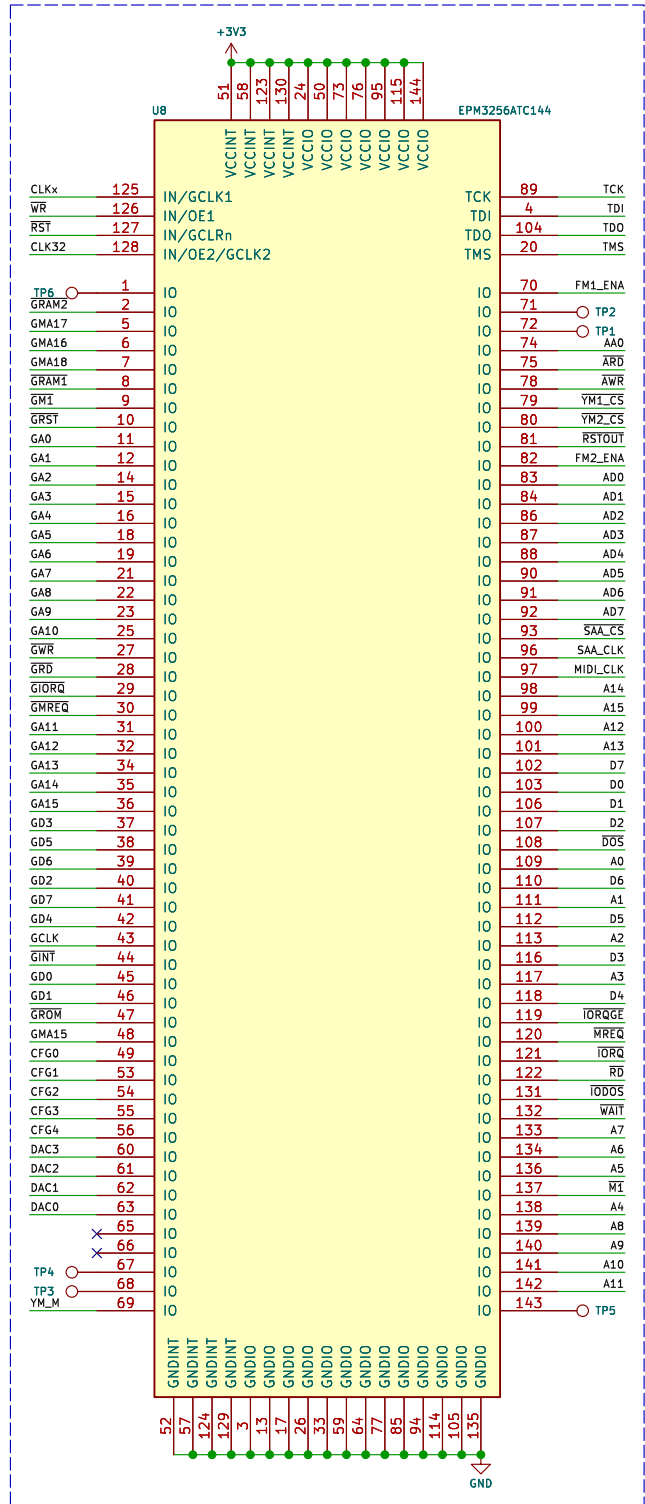 +3V3
51 58 123 130 24 50 73 76 95 115 144
U8 EPM3256ATC144
VCCINT VCCINT VCCINT VCCINT VCCIO VCCIO VCCIO VCCIO VCCIO VCCIO VCCIO
CLKx 125 IN/GCLK1 TCK 89 TCK
WR 126 IN/OE1 TDI 4 TDI
RST 127 IN/GCLRn TDO 104 TDO
CLK32 128 IN/OE2/GCLK2 TMS 20 TMS
TP6 1 IO IO 70 FM1_ENA
GRAM2 2 IO IO 71 TP2
GMA17 5 IO IO 72 TP1
GMA16 6 IO IO 74 AA0
GMA18 7 IO IO 75 ARD
GRAM1 8 IO IO 78 AWR
GM1 9 IO IO 79 YM1_CS
GRST 10 IO IO 80 YM2_CS
GA0 11 IO IO 81 RSTOUT
GA1 12 IO IO 82 FM2_ENA
GA2 14 IO IO 83 AD0
GA3 15 IO IO 84 AD1
GA4 16 IO IO 86 AD2
GA5 18 IO IO 87 AD3
GA6 19 IO IO 88 AD4
GA7 21 IO IO 90 AD5
GA8 22 IO IO 91 AD6
GA9 23 IO IO 92 AD7
GA10 25 IO IO 93 SAA_CS
GWR 27 IO IO 96 SAA_CLK
GRD 28 IO IO 97 MIDI_CLK
GIORQ 29 IO IO 98 A14
GMREQ 30 IO IO 99 A15
GA11 31 IO IO 100 A12
GA12 32 IO IO 101 A13
GA13 34 IO IO 102 D7
GA14 35 IO IO 103 D0
GA15 36 IO IO 106 D1
GD3 37 IO IO 107 D2
GD5 38 IO IO 108 DOS
GD6 39 IO IO 109 A0
GD2 40 IO IO 110 D6
GD7 41 IO IO 111 A1
GD4 42 IO IO 112 D5
GCLK 43 IO IO 113 A2
GINT 44 IO IO 116 D3
GD0 45 IO IO 117 A3
GD1 46 IO IO 118 D4
GROM 47 IO IO 119 IORQGE
GMA15 48 IO IO 120 MREQ
CFG0 49 IO IO 121 IORQ
CFG1 53 IO IO 122 RD
CFG2 54 IO IO 131 IODOS
CFG3 55 IO IO 132 WAIT
CFG4 56 IO IO 133 A7
DAC3 60 IO IO 134 A6
DAC2 61 IO IO 136 A5
DAC1 62 IO IO 137 M1
DAC0 63 IO IO 138 A4
65 IO IO 139 A8
66 IO IO 140 A9
TP4 67 IO IO 141 A10
TP3 68 IO IO 142 A11
YM_M 69 IO IO 143 TP5
GNDINT GNDINT GNDINT GNDINT GNDIO GNDIO GNDIO GNDIO GNDIO GNDIO GNDIO GNDIO GNDIO GNDIO GNDIO GNDIO GNDIO
52 57 124 129 3 13 17 26 33 59 64 77 85 94 114 105 135
GND